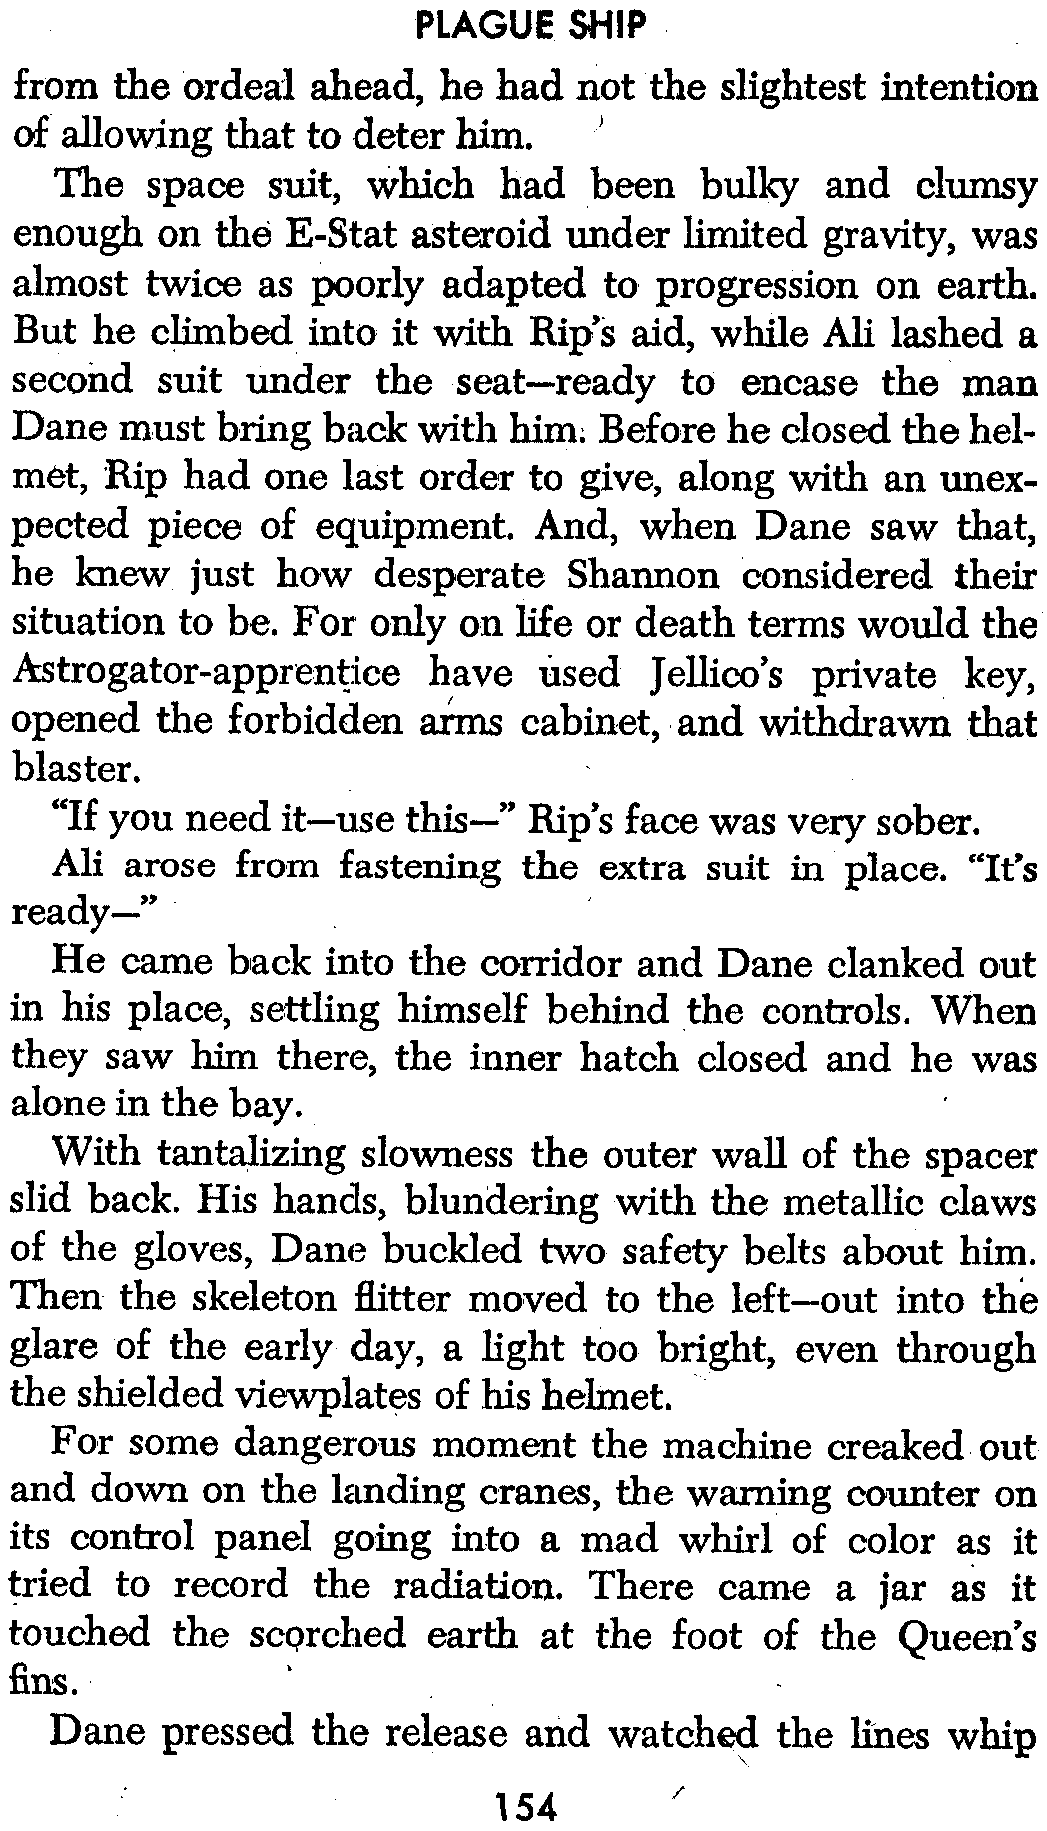 PLAGUE SHIP
from the ordeal ahead, he had not the slightest intention
of allowing that to deter him.
The space suit, which had been bulky and clumsy
enough on the E-Stat asteroid under limited gravity, was
almost twice as poorly adapted to progression on earth.
But he climbed into it with Rip's aid, while Ali lashed a
second suit under the seat—ready to encase the man
Dane must bring back with him. Before he closed the hel-
met, Rip had one last order to give, along with an unex-
pected piece of equipment. And, when Dane saw that,
he knew just how desperate Shannon considered their
situation to be. For only on life or death terms would the
Astrogator-apprentice have used Jellico's private key,
opened the forbidden arms cabinet, and withdrawn that
blaster.
“If you need it—use this—” Rip's face was very sober.
Ali arose from fastening the extra suit in place. “It's
ready—”
He came back into the corridor and Dane clanked out
in his place, settling himself behind the controls. When
they saw him there, the inner hatch closed and he was
alone in the bay.
With tantalizing slowness the outer wall of the spacer
slid back. His hands, blundering with the metallic claws
of the gloves, Dane buckled two safety belts about him.
Then the skeleton flitter moved to the left—out into the
glare of the early day, a light too bright, even through
the shielded viewplates of his helmet.
For some dangerous moment the machine creaked out
and down on the landing cranes, the warning counter on
its control panel going into a mad whirl of color as it
tried to record the radiation. There came a jar as it
touched the scorched earth at the foot of the Queen's
fins.
Dane pressed the release and watched the lines whip
154